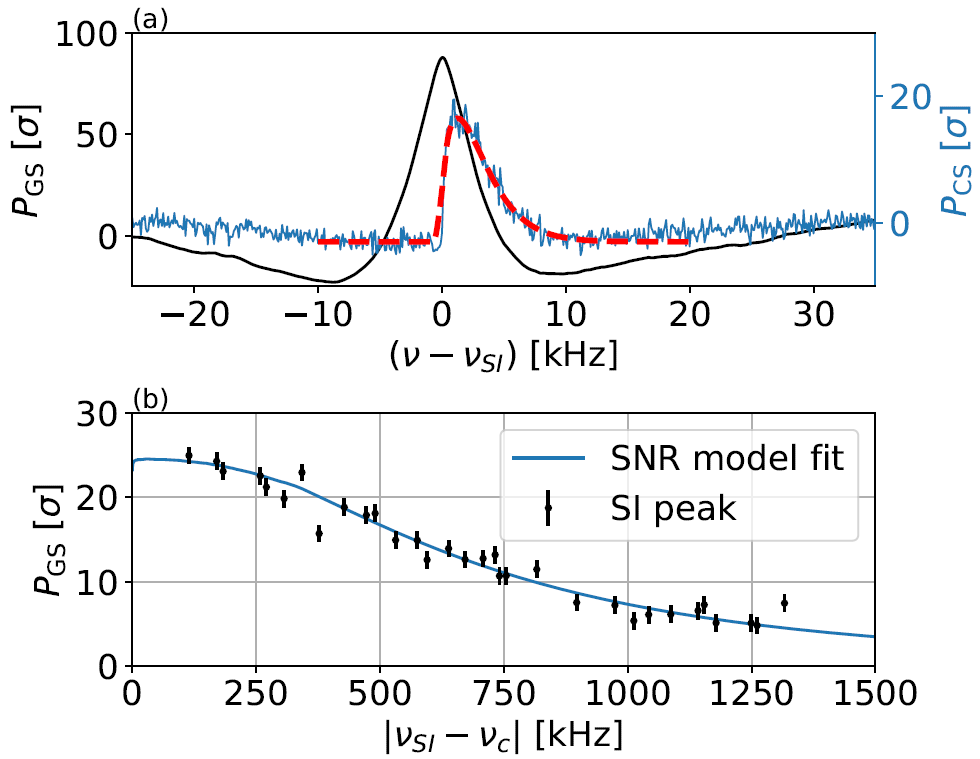 (a)
100
50
0
P_GS [σ]
20
0
P_CS [σ]
−20 −10 0 10 20 30
(ν − ν_SI) [kHz]
(b)
30
20
10
0
P_GS [σ]
SNR model fit
SI peak
0 250 500 750 1000 1250 1500
|ν_SI − ν_c| [kHz]